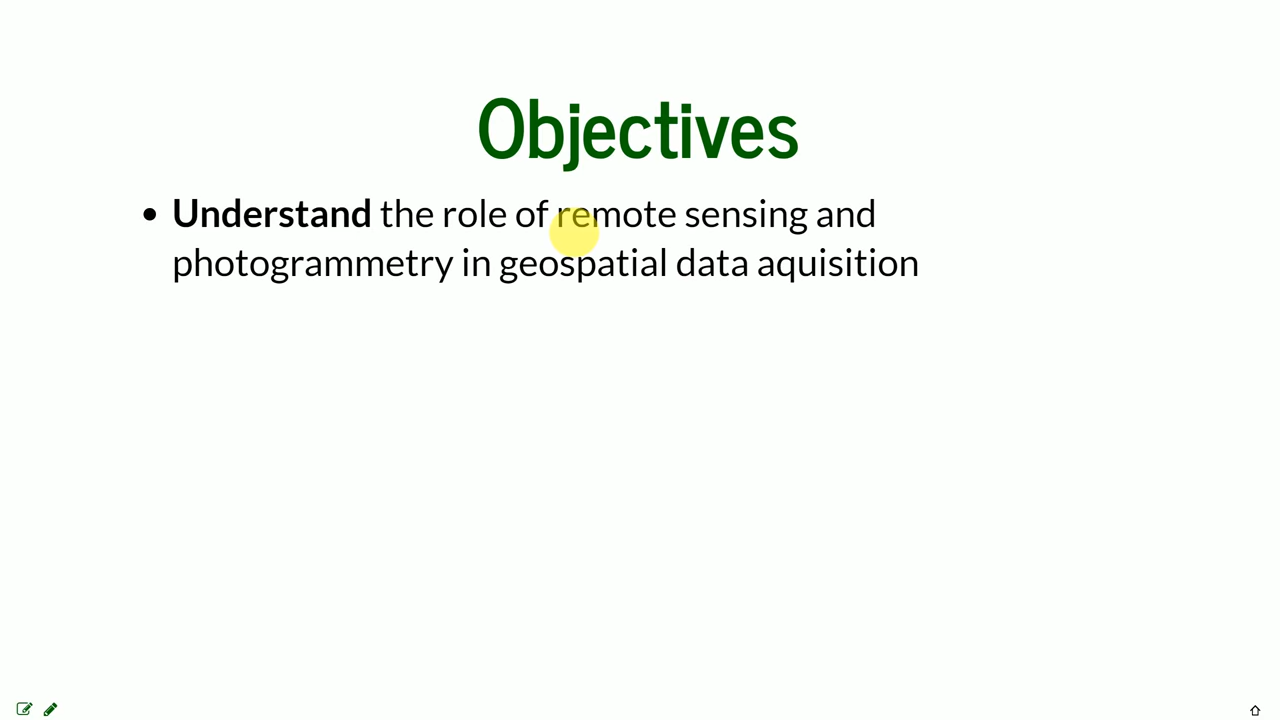 Objectives
• Understand the role of remote sensing and
photogrammetry in geospatial data aquisition